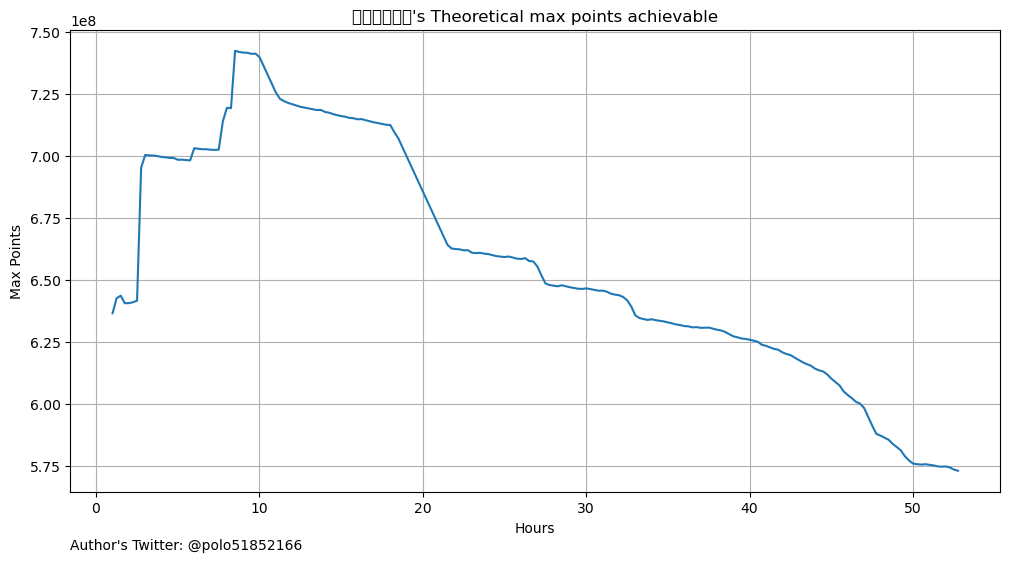 's Theoretical max points achievable
1e8
7.50
7.25
7.00
6.75
6.50
6.25
6.00
5.75
Max Points
0 10 20 30 40 50
Hours
Author's Twitter: @polo51852166